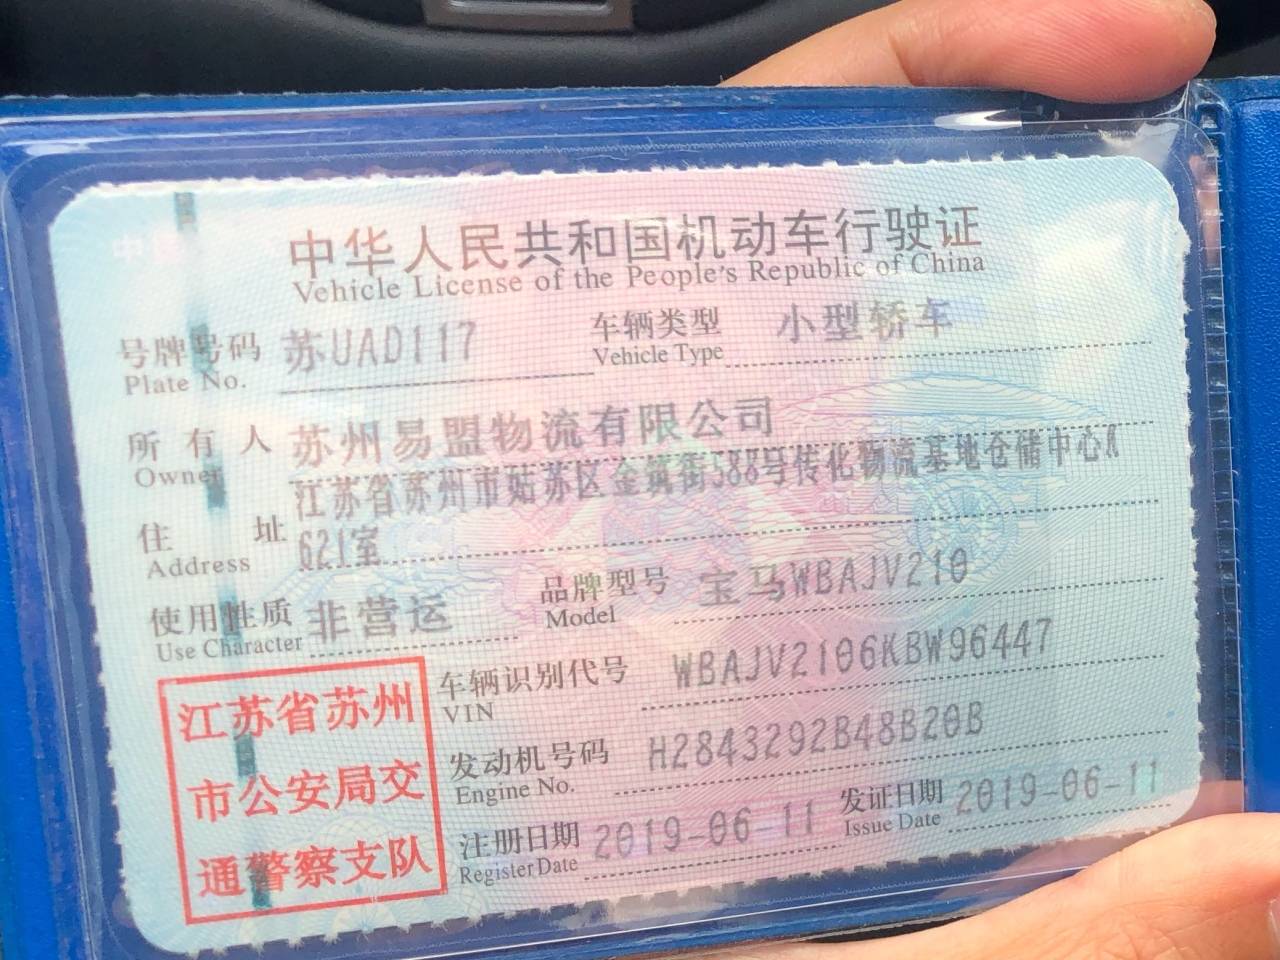 中华人民共和国机动车行驶证
Vehicle License of the People's Republic of China
号牌号码 苏UAD117 车辆类型 小型轿车
Plate No. Vehicle Type
所有人 苏州易盟物流有限公司
Owner
江苏省苏州市姑苏区金筑街588号传化物流基地仓储中心A
住址 621室
Address
使用性质 非营运 品牌型号 宝马WBAJV210
Use Character Model
车辆识别代号 WBAJV2106KBW96447
VIN
发动机号码 H2843292B48B20B
Engine No.
注册日期 2019-06-11 发证日期 2019-06-11
Register Date Issue Date
江苏省苏州
市公安局交
通警察支队